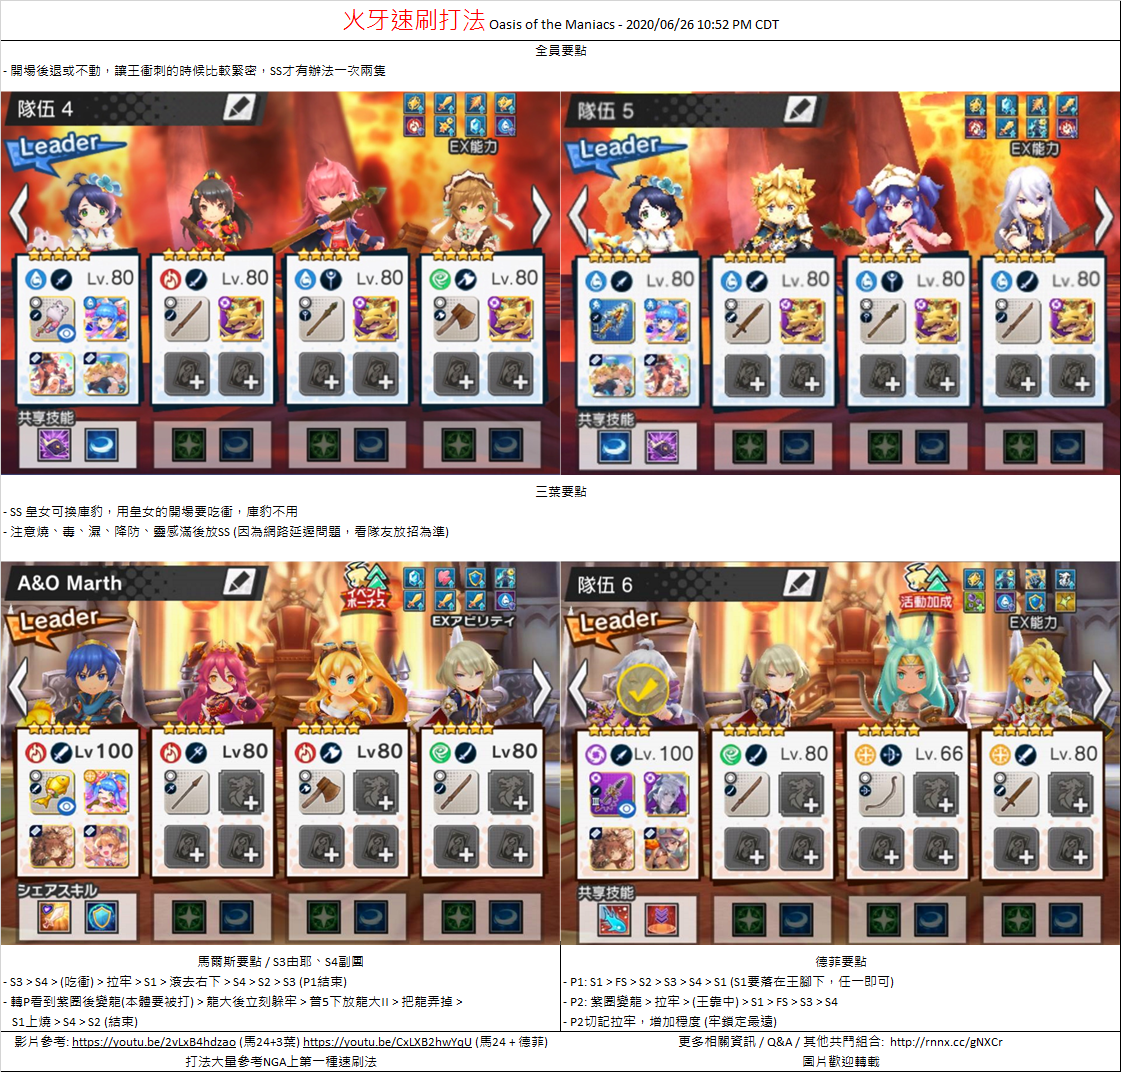 火牙速刷打法 Oasis of the Maniacs - 2020/06/26 10:52 PM CDT
全員要點
- 開場後退或不動，讓王衝刺的時候比較緊密，SS才有辦法一次兩隻
隊伍 4
Leader
EX能力
Lv.80
Lv.80
Lv.80
Lv.80
共享技能
隊伍 5
Leader
EX能力
Lv.80
Lv.80
Lv.80
Lv.80
共享技能
三葉要點
- SS 皇女可換庫豹，用皇女的開場要吃衝，庫豹不用
- 注意燒、毒、濕、降防、靈感滿後放SS (因為網路延遲問題，看隊友放招為準)
A&O Marth
イベント
ボーナス
Leader
EXアビリティ
Lv100
Lv80
Lv80
Lv80
シェアスキル
隊伍 6
活動加成
Leader
EX能力
Lv.100
Lv.80
Lv.66
Lv.80
III
共享技能
馬爾斯要點 / S3由耶、S4副團
- S3 > S4 > (吃衝) > 拉牢 > S1 > 滾去右下 > S4 > S2 > S3 (P1結束)
- 轉P看到紫圈後變龍(本體要被打) > 龍大後立刻躲牢 > 普5下放龍大II > 把龍弄掉 >
S1上燒 > S4 > S2 (結束)
德菲要點
- P1: S1 > FS > S2 > S3 > S4 > S1 (S1要落在王腳下，任一即可)
- P2: 紫圈變龍 > 拉牢 > (王靠中) > S1 > FS > S3 > S4
- P2切記拉牢，增加穩度 (牢鎖定最遠)
影片參考: https://youtu.be/2vLxB4hdzao (馬24+3葉) https://youtu.be/CxLXB2hwYqU (馬24 + 德菲)
打法大量參考NGA上第一種速刷法
更多相關資訊 / Q&A / 其他共鬥組合: http://rnnx.cc/gNXCr
圖片歡迎轉載